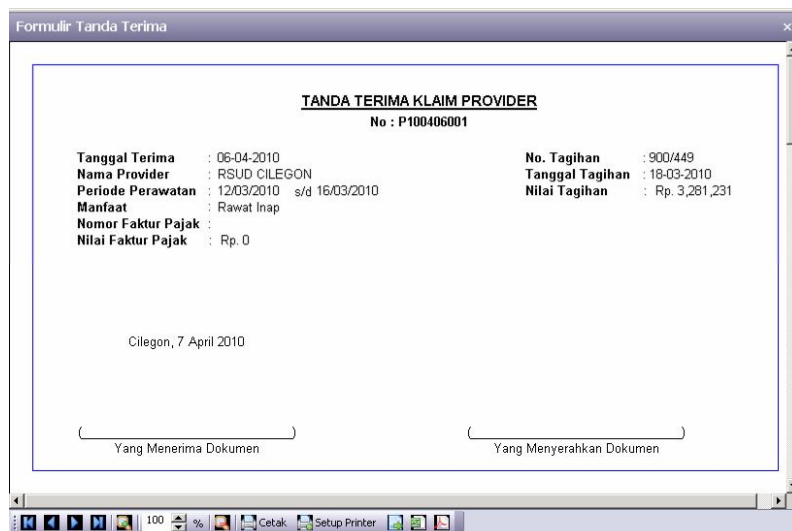 Formulir Tanda Terima
TANDA TERIMA KLAIM PROVIDER
No : P100406001
Tanggal Terima : 06-04-2010 No. Tagihan : 900/449
Nama Provider : RSUD CILEGON Tanggal Tagihan : 18-03-2010
Periode Perawatan : 12/03/2010 s/d 16/03/2010 Nilai Tagihan : Rp. 3,281,231
Manfaat : Rawat Inap
Nomor Faktur Pajak :
Nilai Faktur Pajak : Rp. 0
Cilegon, 7 April 2010
Yang Menerima Dokumen Yang Menyerahkan Dokumen
100 % Cetak Setup Printer